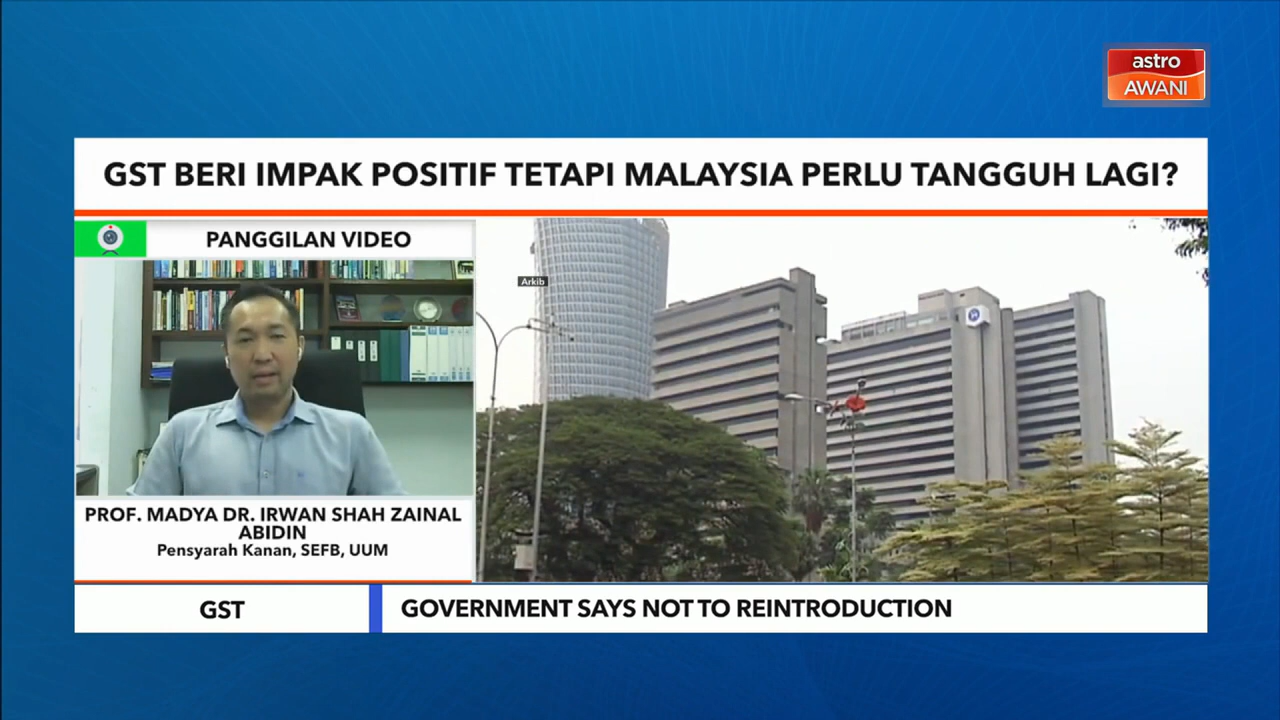 astro
AWANI
GST BERI IMPAK POSITIF TETAPI MALAYSIA PERLU TANGGUH LAGI?
PANGGILAN VIDEO
Arkib
PROF. MADYA DR. IRWAN SHAH ZAINAL
ABIDIN
Pensyarah Kanan, SEFB, UUM
GST
GOVERNMENT SAYS NOT TO REINTRODUCTION